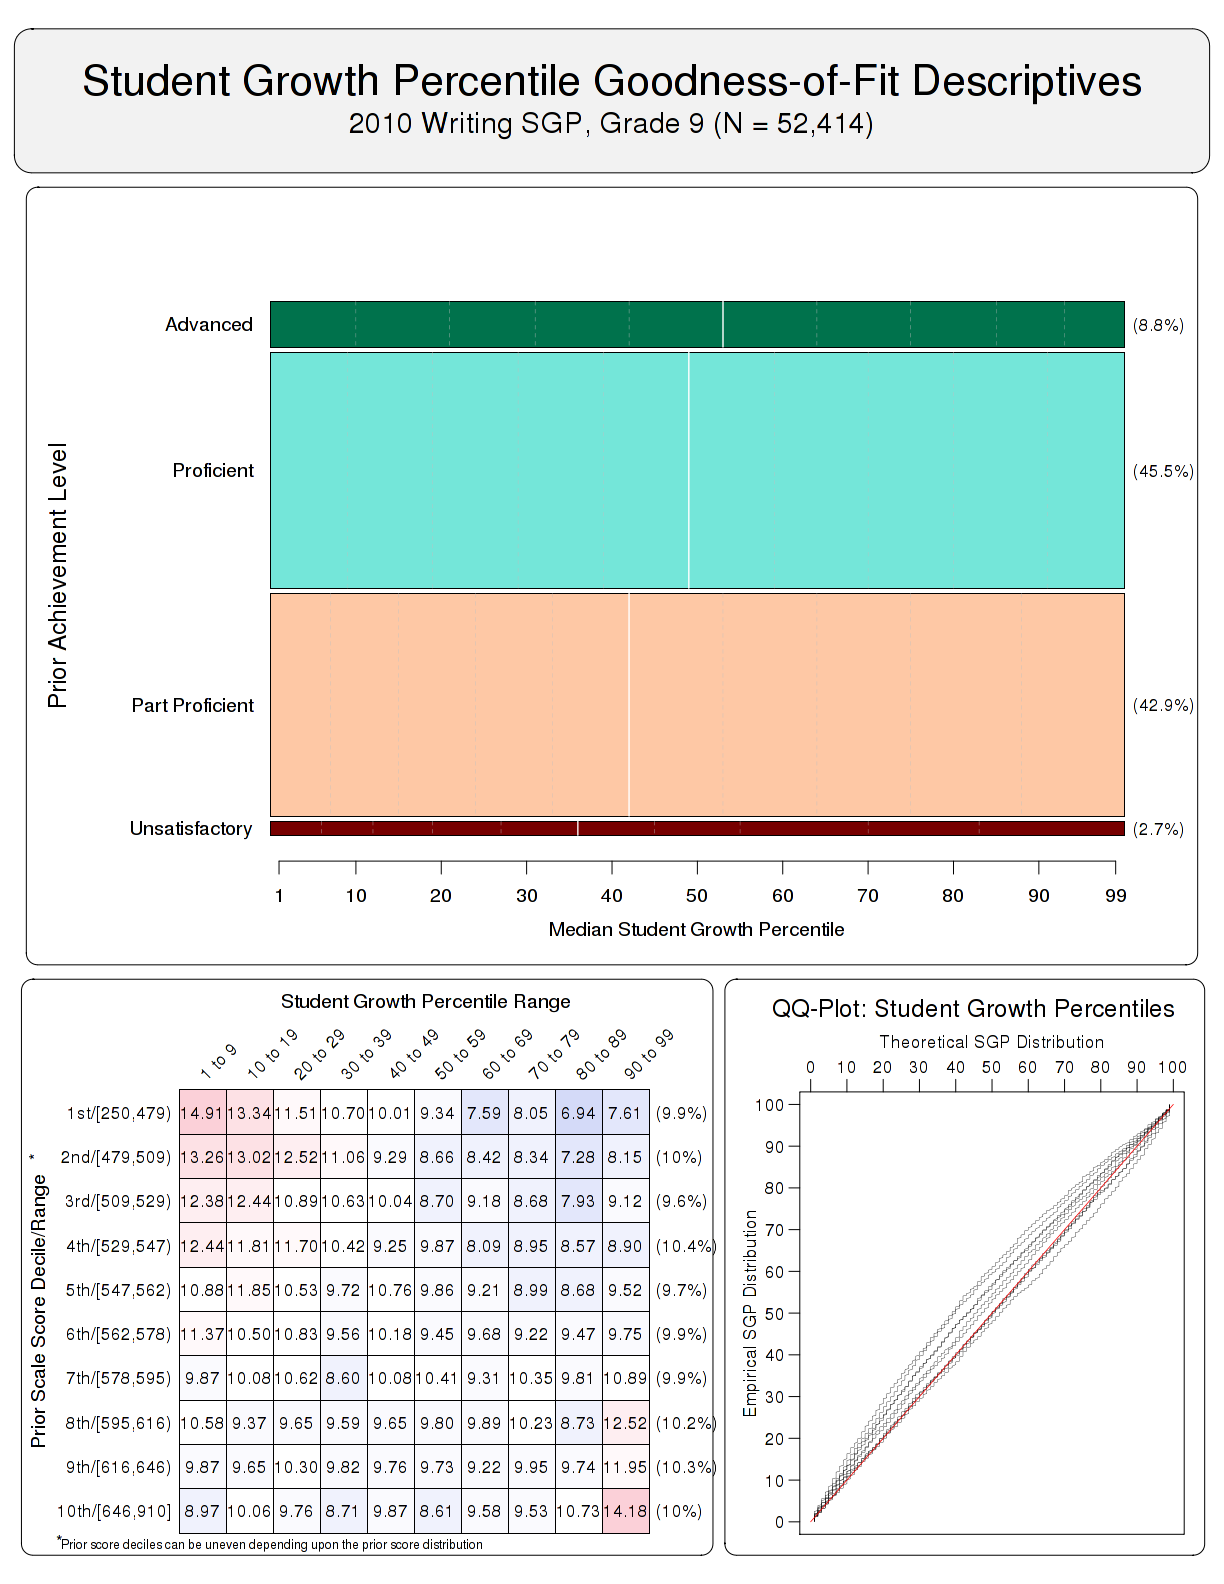 Student Growth Percentile Goodness-of-Fit Descriptives
2010 Writing SGP, Grade 9 (N = 52,414)
Prior Achievement Level
Advanced (8.8%)
Proficient (45.5%)
Part Proficient (42.9%)
Unsatisfactory (2.7%)
1 10 20 30 40 50 60 70 80 90 99
Median Student Growth Percentile
Student Growth Percentile Range
1 to 9 10 to 19 20 to 29 30 to 39 40 to 49 50 to 59 60 to 69 70 to 79 80 to 89 90 to 99
Prior Scale Score Decile/Range *
1st/[250,479) 14.91 13.34 11.51 10.70 10.01 9.34 7.59 8.05 6.94 7.61 (9.9%)
2nd/[479,509) 13.26 13.02 12.52 11.06 9.29 8.66 8.42 8.34 7.28 8.15 (10%)
3rd/[509,529) 12.38 12.44 10.89 10.63 10.04 8.70 9.18 8.68 7.93 9.12 (9.6%)
4th/[529,547) 12.44 11.81 11.70 10.42 9.25 9.87 8.09 8.95 8.57 8.90 (10.4%)
5th/[547,562) 10.88 11.85 10.53 9.72 10.76 9.86 9.21 8.99 8.68 9.52 (9.7%)
6th/[562,578) 11.37 10.50 10.83 9.56 10.18 9.45 9.68 9.22 9.47 9.75 (9.9%)
7th/[578,595) 9.87 10.08 10.62 8.60 10.08 10.41 9.31 10.35 9.81 10.89 (9.9%)
8th/[595,616) 10.58 9.37 9.65 9.59 9.65 9.80 9.89 10.23 8.73 12.52 (10.2%)
9th/[616,646) 9.87 9.65 10.30 9.82 9.76 9.73 9.22 9.95 9.74 11.95 (10.3%)
10th/[646,910] 8.97 10.06 9.76 8.71 9.87 8.61 9.58 9.53 10.73 14.18 (10%)
*Prior score deciles can be uneven depending upon the prior score distribution
QQ-Plot: Student Growth Percentiles
Theoretical SGP Distribution
0 10 20 30 40 50 60 70 80 90 100
Empirical SGP Distribution
100
90
80
70
60
50
40
30
20
10
0